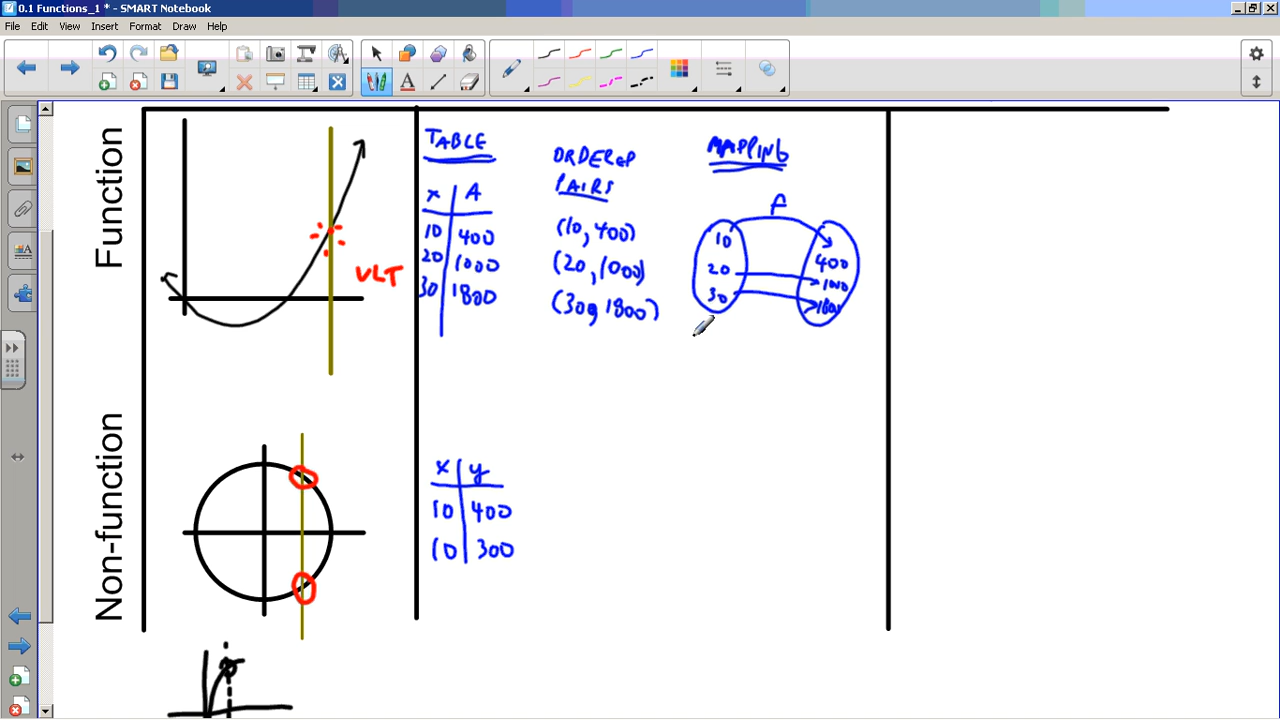 0.1 Functions_1 * - SMART Notebook
File Edit View Insert Format Draw Help
Function
VLT
TABLE
x A
10 400
20 1000
30 1800
ORDERED
PAIRS
(10, 400)
(20, 1000)
(30, 1800)
MAPPING
f
10
20
30
400
1000
1800
Non-function
x y
10 400
10 300